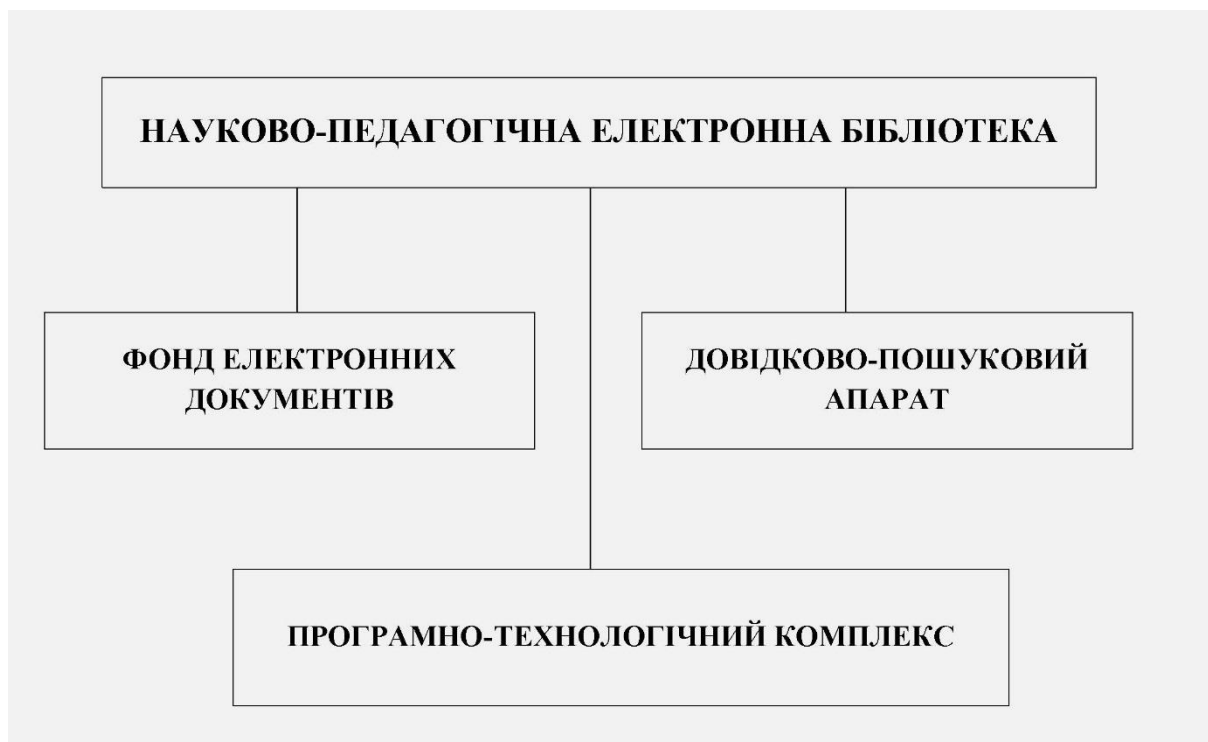 НАУКОВО-ПЕДАГОГІЧНА ЕЛЕКТРОННА БІБЛІОТЕКА
ФОНД ЕЛЕКТРОННИХ
ДОКУМЕНТІВ
ДОВІДКОВО-ПОШУКОВИЙ
АПАРАТ
ПРОГРАМНО-ТЕХНОЛОГІЧНИЙ КОМПЛЕКС